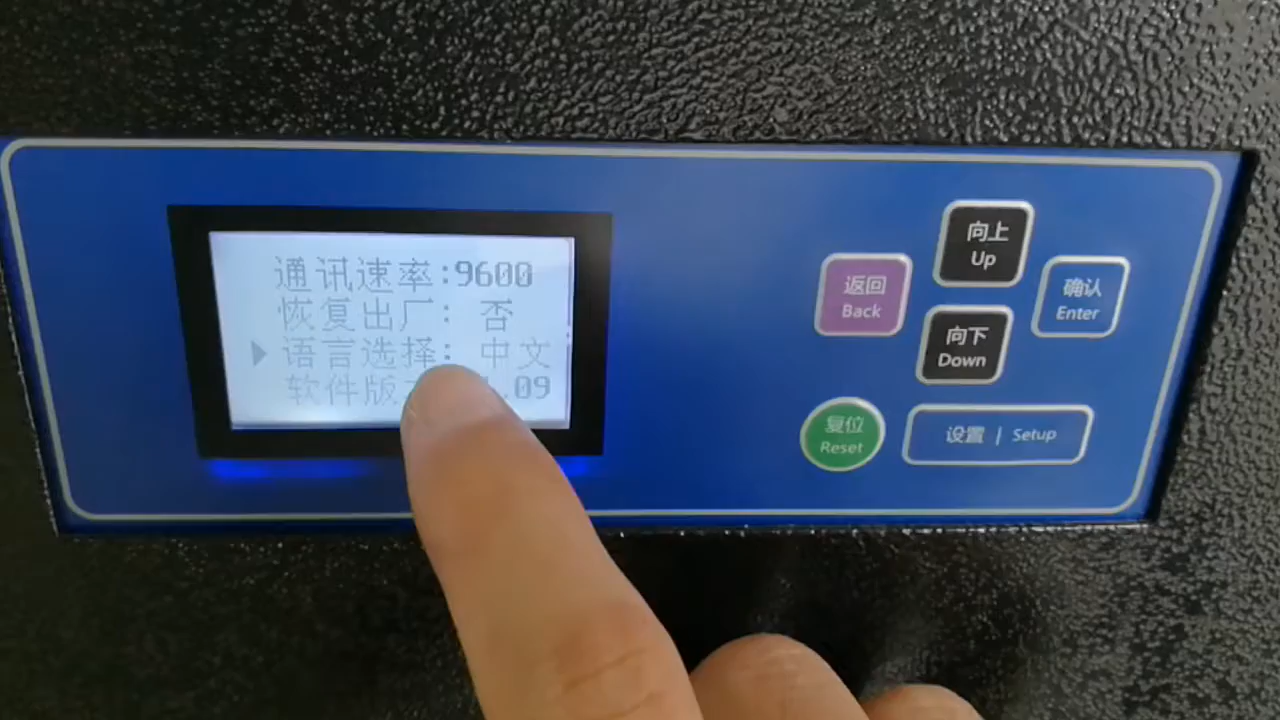 通讯速率:9600
恢复出厂: 否
语言选择: 中文
软件版 .09
向上
Up
返回
Back
确认
Enter
向下
Down
复位
Reset
设置 | Setup